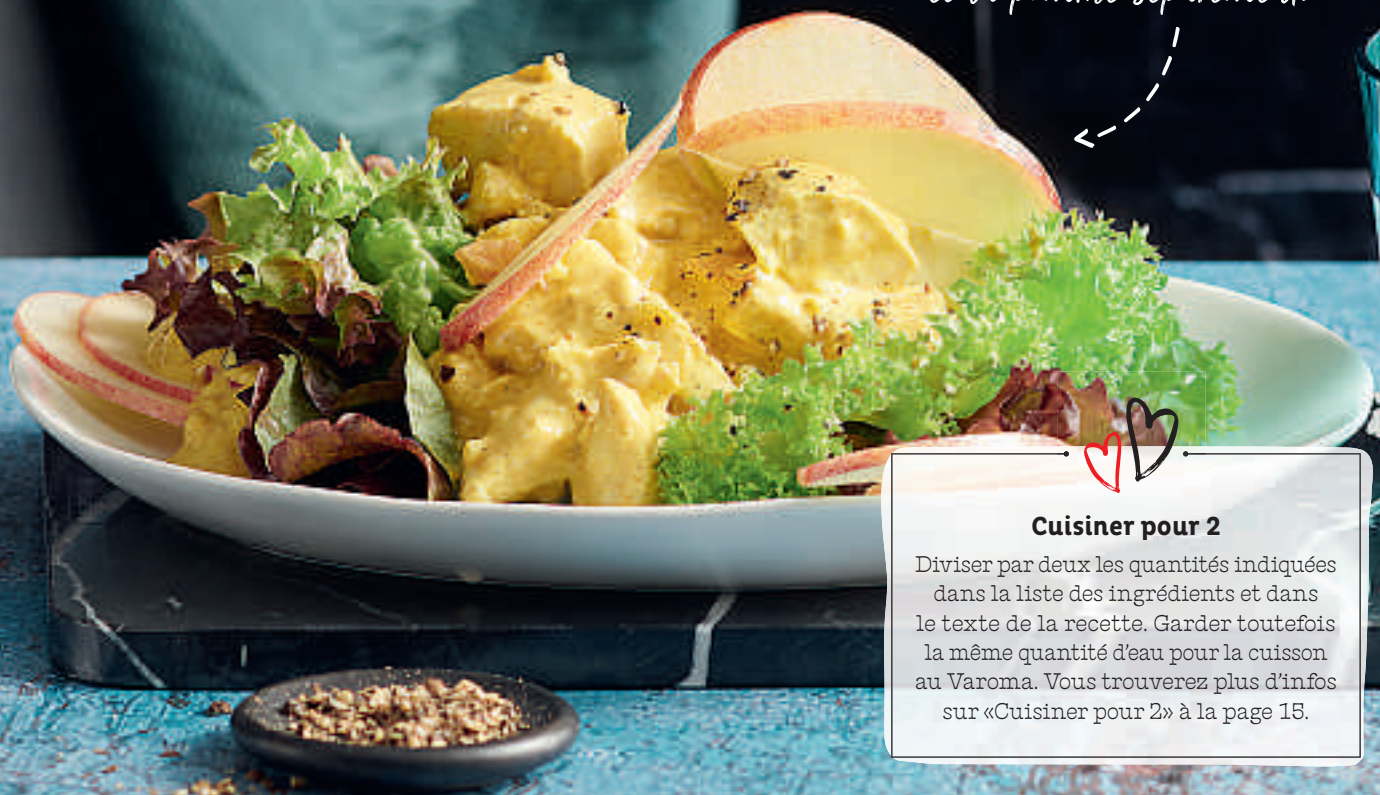 Cuisiner pour 2
Diviser par deux les quantités indiquées
dans la liste des ingrédients et dans
le texte de la recette. Garder toutefois
la même quantité d'eau pour la cuisson
au Varoma. Vous trouverez plus d'infos
sur «Cuisiner pour 2» à la page 15.